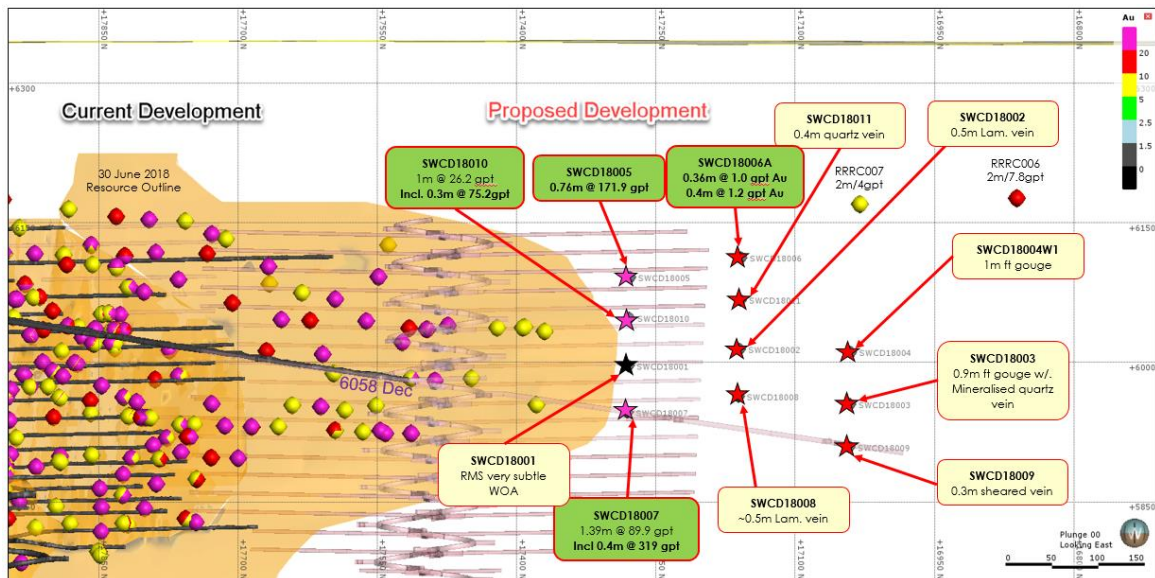 +17850 N
+17700 N
+17550 N
+17400 N
+17250 N
+17100 N
+16950 N
+16800 N
Au
20
10
5
2.5
1.5
0
+6300
Current Development
Proposed Development
30 June 2018
Resource Outline
SWCD18010
1m @ 26.2 gpt
Incl. 0.3m @ 75.2gpt
SWCD18005
0.76m @ 171.9 gpt
SWCD18006A
0.36m @ 1.0 gpt Au
0.4m @ 1.2 gpt Au
SWCD18011
0.4m quartz vein
SWCD18002
0.5m Lam. vein
RRRC007
2m/4gpt
RRRC006
2m/7.8gpt
+6150
SWCD18004W1
1m ft gouge
SWCD18006
SWCD18005
SWCD18011
SWCD18010
SWCD18002
SWCD18004
+6000
SWCD18001
6058 Dec
SWCD18003
0.9m ft gouge w/.
Mineralised quartz
vein
SWCD18008
SWCD18003
SWCD18007
SWCD18009
SWCD18001
RMS very subtle
WOA
SWCD18009
0.3m sheared vein
SWCD18008
~0.5m Lam. vein
SWCD18007
1.39m @ 89.9 gpt
Incl 0.4m @ 319 gpt
+5850
Plunge 00
Looking East
0 50 100 150